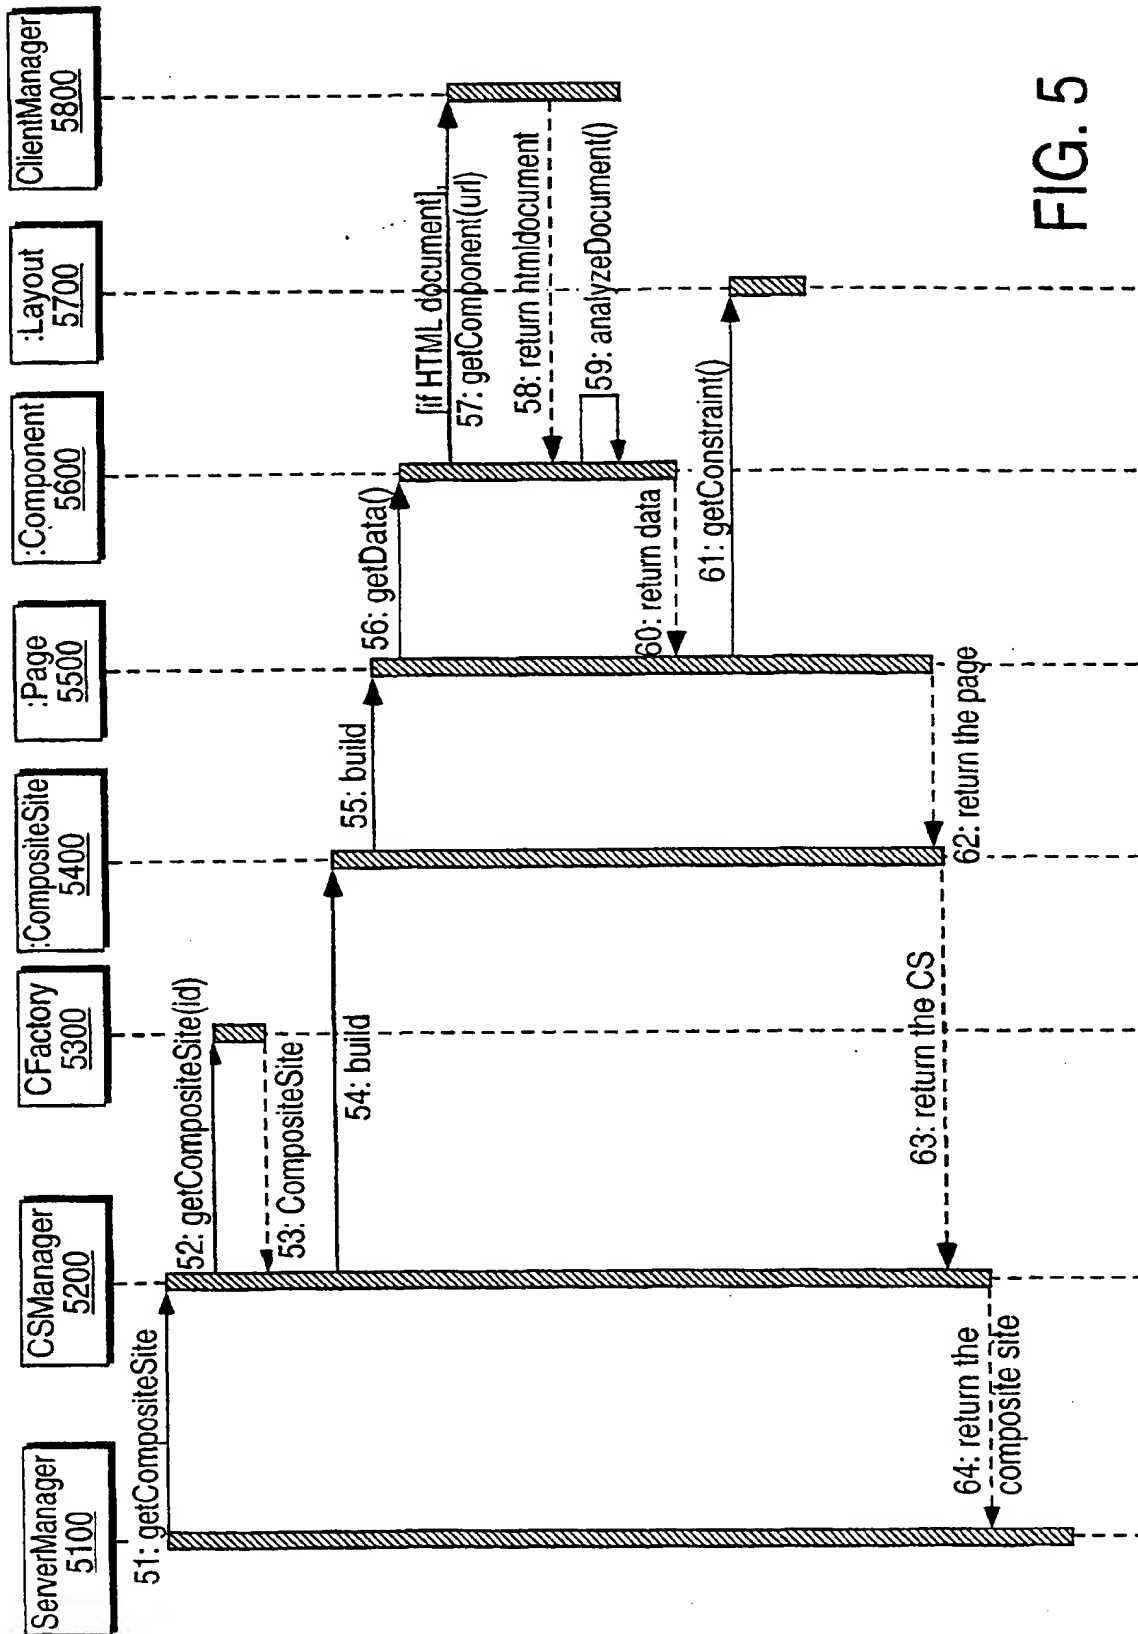 ServerManager
5100
CSManager
5200
CFactory
5300
:CompositeSite
5400
:Page
5500
:Component
5600
:Layout
5700
ClientManager
5800
51: getCompositeSite
52: getCompositeSite(id)
53: CompositeSite
54: build
55: build
56: getData()
[if HTML document]
57: getComponent(url)
58: return htmldocument
59: analyzeDocument()
60: return data
61: getConstraint()
62: return the page
63: return the CS
64: return the
composite site
FIG. 5